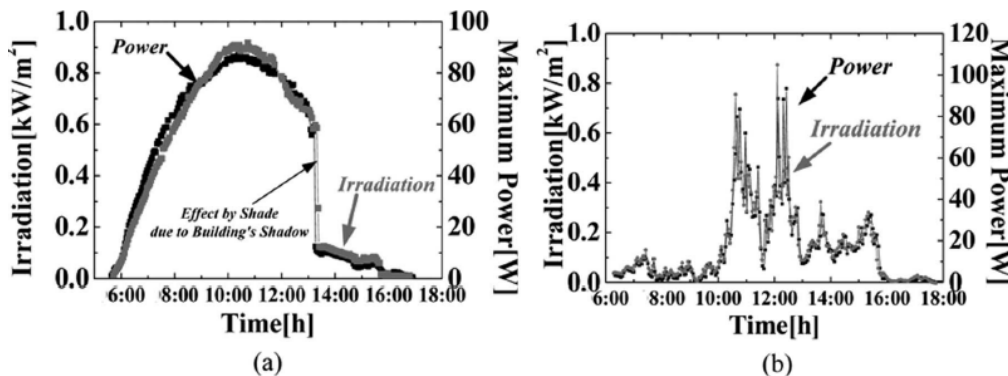 (a)
Irradiation[kW/m²]
1.0
0.8
0.6
0.4
0.2
0.0
Power
Effect by Shade
due to Building's Shadow
Irradiation
100
80
60
40
20
0
Maximum Power[W]
6:00 8:00 10:00 12:00 14:00 16:00 18:00
Time[h]
(a)
(b)
Irradiation[kW/m²]
1.0
0.8
0.6
0.4
0.2
0.0
Power
Irradiation
120
100
80
60
40
20
0
Maximum Power[W]
6:00 8:00 10:00 12:00 14:00 16:00 18:00
Time[h]
(b)